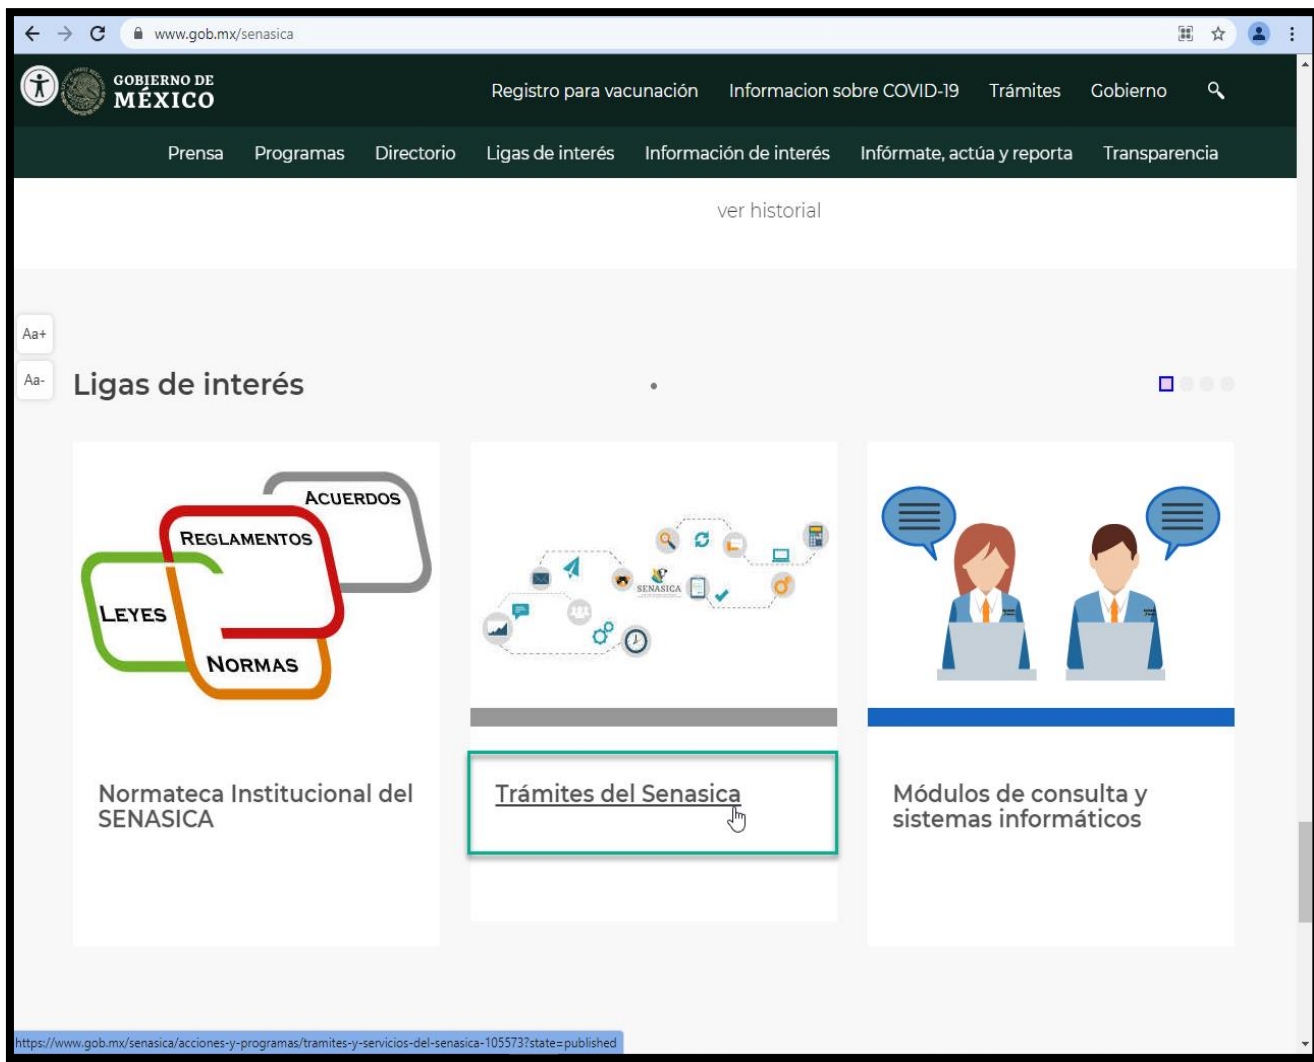 www.gob.mx/senasica
GOBIERNO DE
MÉXICO
Registro para vacunación Informacion sobre COVID-19 Trámites Gobierno
Prensa Programas Directorio Ligas de interés Información de interés Infórmate, actúa y reporta Transparencia
ver historial
Aa+
Aa-
Ligas de interés
ACUERDOS
REGLAMENTOS
LEYES
NORMAS
SENASICA
Normateca Institucional del
SENASICA
Trámites del Senasica
Módulos de consulta y
sistemas informáticos
https://www.gob.mx/senasica/acciones-y-programas/tramites-y-servicios-del-senasica-105573?state=published